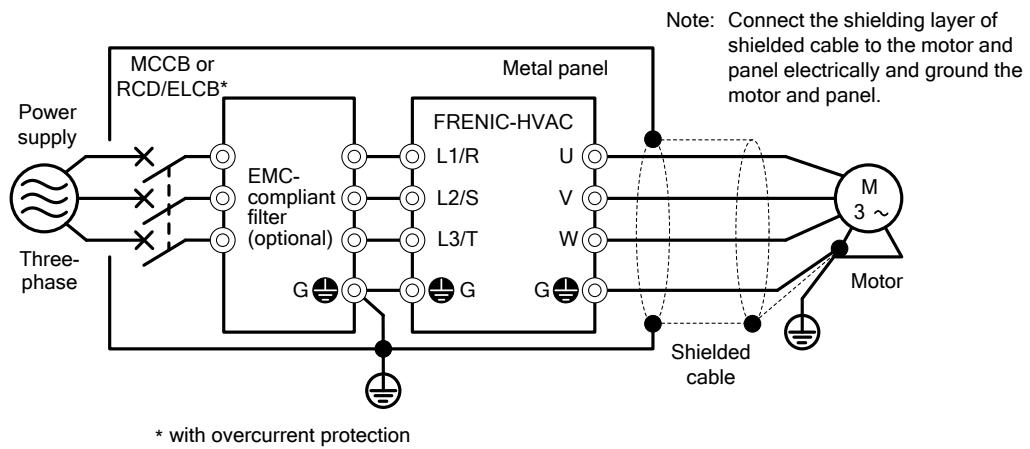 Note: Connect the shielding layer of
shielded cable to the motor and
panel electrically and ground the
motor and panel.
MCCB or
RCD/ELCB*
Metal panel
Power
supply
FRENIC-HVAC
L1/R
U
EMC-
compliant
filter
(optional)
L2/S
V
M
3 ~
L3/T
W
Three-
phase
G
G
G
Motor
Shielded
cable
* with overcurrent protection